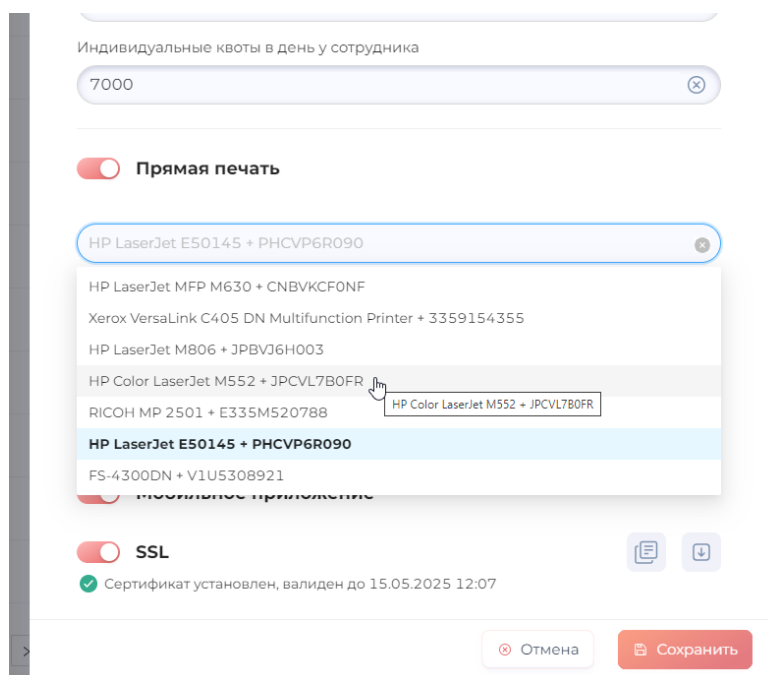 Индивидуальные квоты в день у сотрудника
7000
Прямая печать
HP LaserJet E50145 + PHCVP6R090
HP LaserJet MFP M630 + CNBVKCF0NF
Xerox VersaLink C405 DN Multifunction Printer + 3359154355
HP LaserJet M806 + JPBVJ6H003
HP Color LaserJet M552 + JPCVL7B0FR
HP Color LaserJet M552 + JPCVL7B0FR
RICOH MP 2501 + E335M520788
HP LaserJet E50145 + PHCVP6R090
FS-4300DN + V1U5308921
Мобильное приложение
SSL
Сертификат установлен, валиден до 15.05.2025 12:07
Отмена
Сохранить